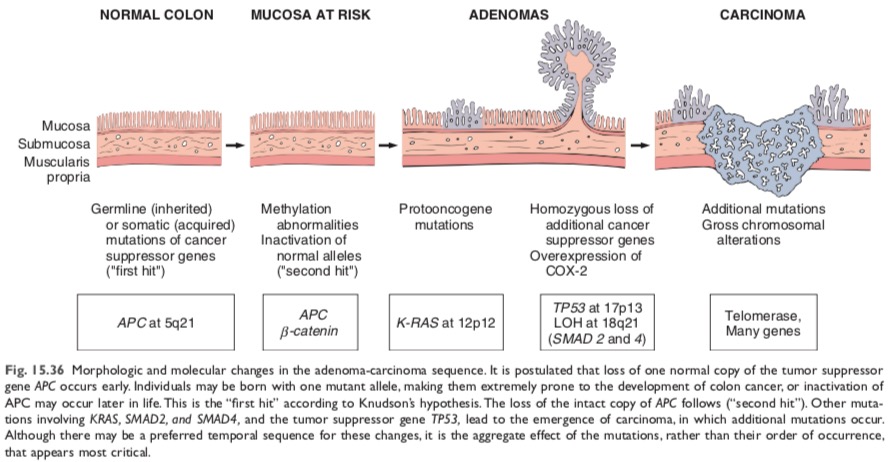 NORMAL COLON
MUCOSA AT RISK
ADENOMAS
CARCINOMA
Mucosa
Submucosa
Muscularis
propria
Germline (inherited)
or somatic (acquired)
mutations of cancer
suppressor genes
("first hit")
Methylation
abnormalities
Inactivation of
normal alleles
("second hit")
Protooncogene
mutations
Homozygous loss of
additional cancer
suppressor genes
Overexpression of
COX-2
Additional mutations
Gross chromosomal
alterations
APC at 5q21
APC
β-catenin
K-RAS at 12p12
TP53 at 17p13
LOH at 18q21
(SMAD 2 and 4)
Telomerase,
Many genes
Fig. 15.36 Morphologic and molecular changes in the adenoma-carcinoma sequence. It is postulated that loss of one normal copy of the tumor suppressor
gene APC occurs early. Individuals may be born with one mutant allele, making them extremely prone to the development of colon cancer, or inactivation of
APC may occur later in life. This is the “first hit” according to Knudson’s hypothesis. The loss of the intact copy of APC follows (“second hit”). Other muta-
tions involving KRAS, SMAD2, and SMAD4, and the tumor suppressor gene TP53, lead to the emergence of carcinoma, in which additional mutations occur.
Although there may be a preferred temporal sequence for these changes, it is the aggregate effect of the mutations, rather than their order of occurrence,
that appears most critical.